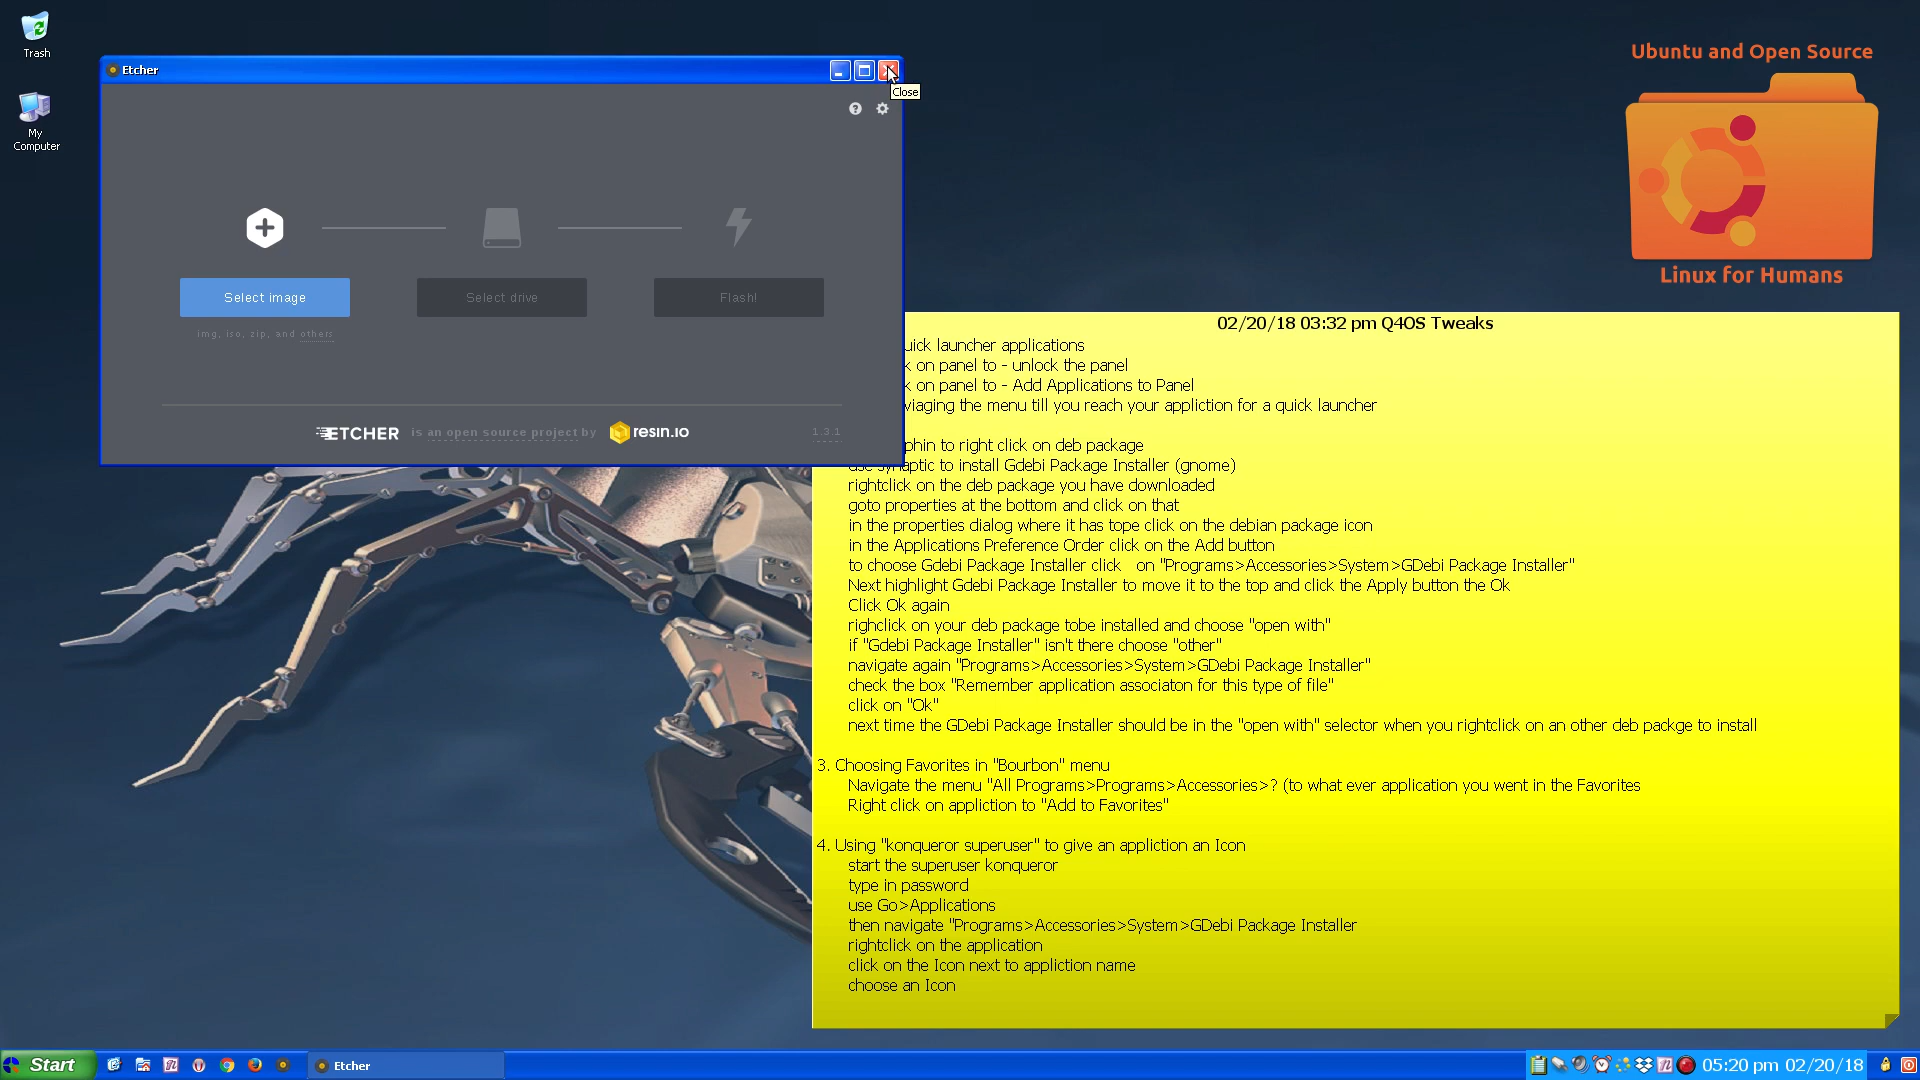 Trash
My
Computer
Etcher
Close
Select image
Select drive
Flash!
img, iso, zip, and others
ETCHER is an open source project by resin.io
1.3.1
Ubuntu and Open Source
Linux for Humans
02/20/18 03:32 pm Q4OS Tweaks
uick launcher applications
k on panel to - unlock the panel
k on panel to - Add Applications to Panel
viaging the menu till you reach your appliction for a quick launcher
phin to right click on deb package
use synaptic to install Gdebi Package Installer (gnome)
rightclick on the deb package you have downloaded
goto properties at the bottom and click on that
in the properties dialog where it has tope click on the debian package icon
in the Applications Preference Order click on the Add button
to choose Gdebi Package Installer click on "Programs>Accessories>System>GDebi Package Installer"
Next highlight Gdebi Package Installer to move it to the top and click the Apply button the Ok
Click Ok again
righclick on your deb package tobe installed and choose "open with"
if "Gdebi Package Installer" isn't there choose "other"
navigate again "Programs>Accessories>System>GDebi Package Installer"
check the box "Remember application associaton for this type of file"
click on "Ok"
next time the GDebi Package Installer should be in the "open with" selector when you rightclick on an other deb packge to install
3. Choosing Favorites in "Bourbon" menu
Navigate the menu "All Programs>Programs>Accessories>? (to what ever application you went in the Favorites
Right click on appliction to "Add to Favorites"
4. Using "konqueror superuser" to give an appliction an Icon
start the superuser konqueror
type in password
use Go>Applications
then navigate "Programs>Accessories>System>GDebi Package Installer
rightclick on the application
click on the Icon next to appliction name
choose an Icon
Start
Etcher
05:20 pm 02/20/18